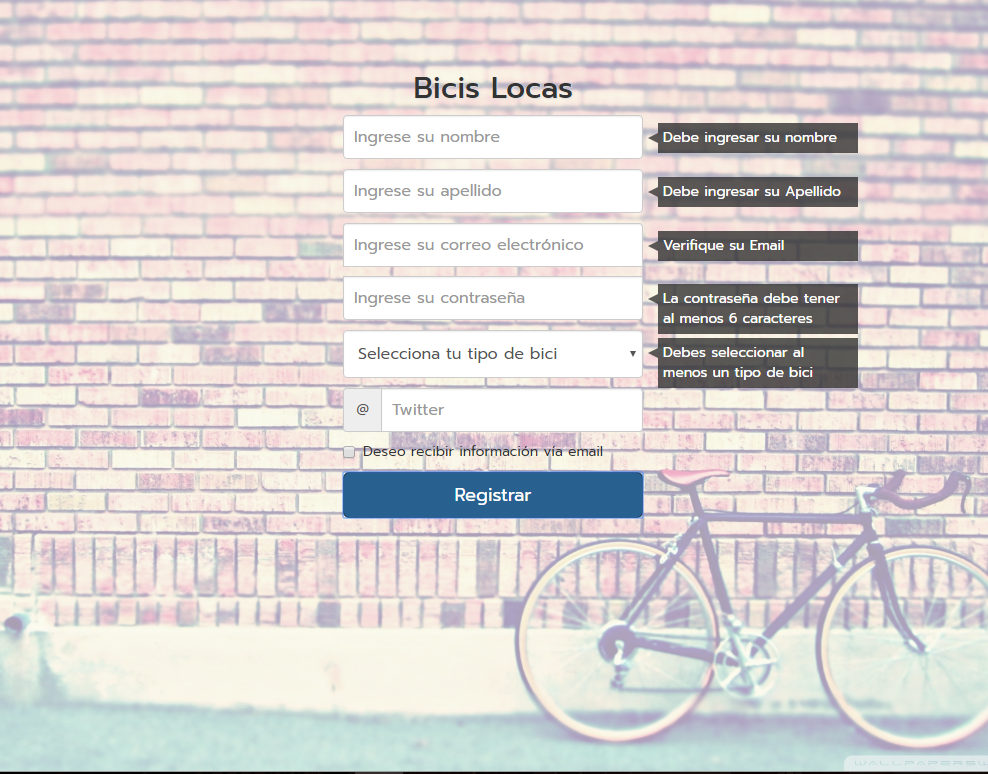 Bicis Locas
Ingrese su nombre
Debe ingresar su nombre
Ingrese su apellido
Debe ingresar su Apellido
Ingrese su correo electrónico
Verifique su Email
Ingrese su contraseña
La contraseña debe tener
al menos 6 caracteres
Selecciona tu tipo de bici
Debes seleccionar al
menos un tipo de bici
@ Twitter
Deseo recibir información vía email
Registrar